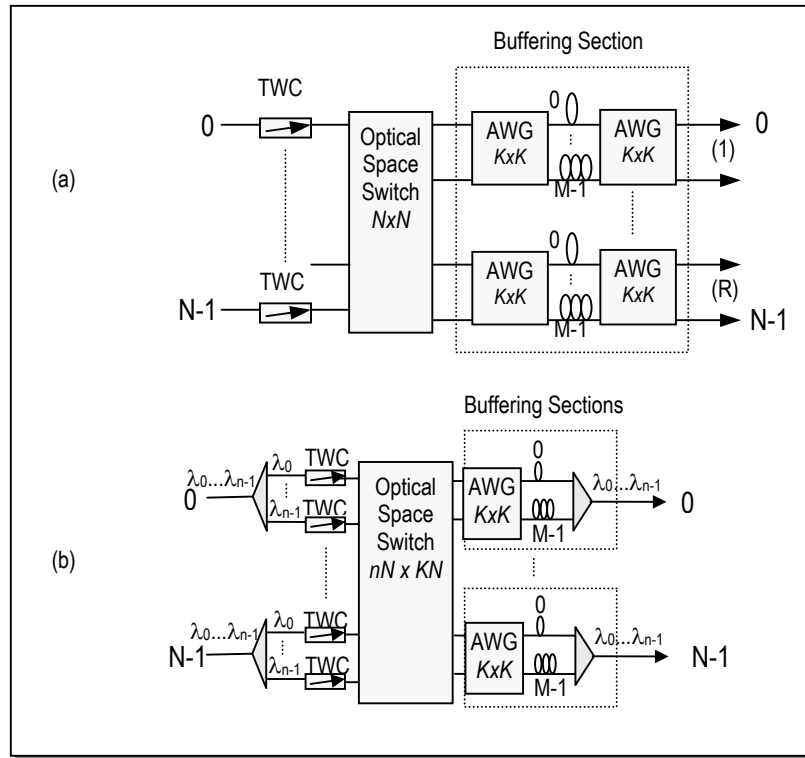 Buffering Section
TWC
0
Optical Space Switch NxN
AWG KxK
0
M-1
AWG KxK
0
(1)
(a)
TWC
N-1
AWG KxK
0
M-1
AWG KxK
(R)
N-1
Buffering Sections
λ0...λn-1
0
λ0
TWC
λn-1
TWC
Optical Space Switch nN x KN
AWG KxK
0
M-1
λ0...λn-1
0
(b)
λ0...λn-1
N-1
λ0
TWC
λn-1
TWC
AWG KxK
0
M-1
λ0...λn-1
N-1